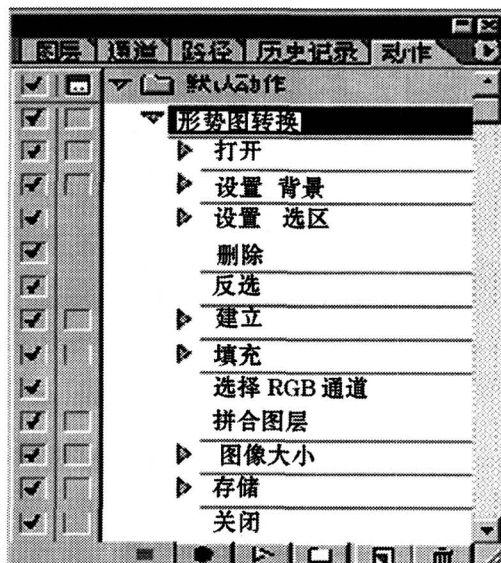 图层 通道 路径 历史记录 动作
默认动作
形势图转换
打开
设置 背景
设置 选区
删除
反选
建立
填充
选择 RGB 通道
拼合图层
图像大小
存储
关闭